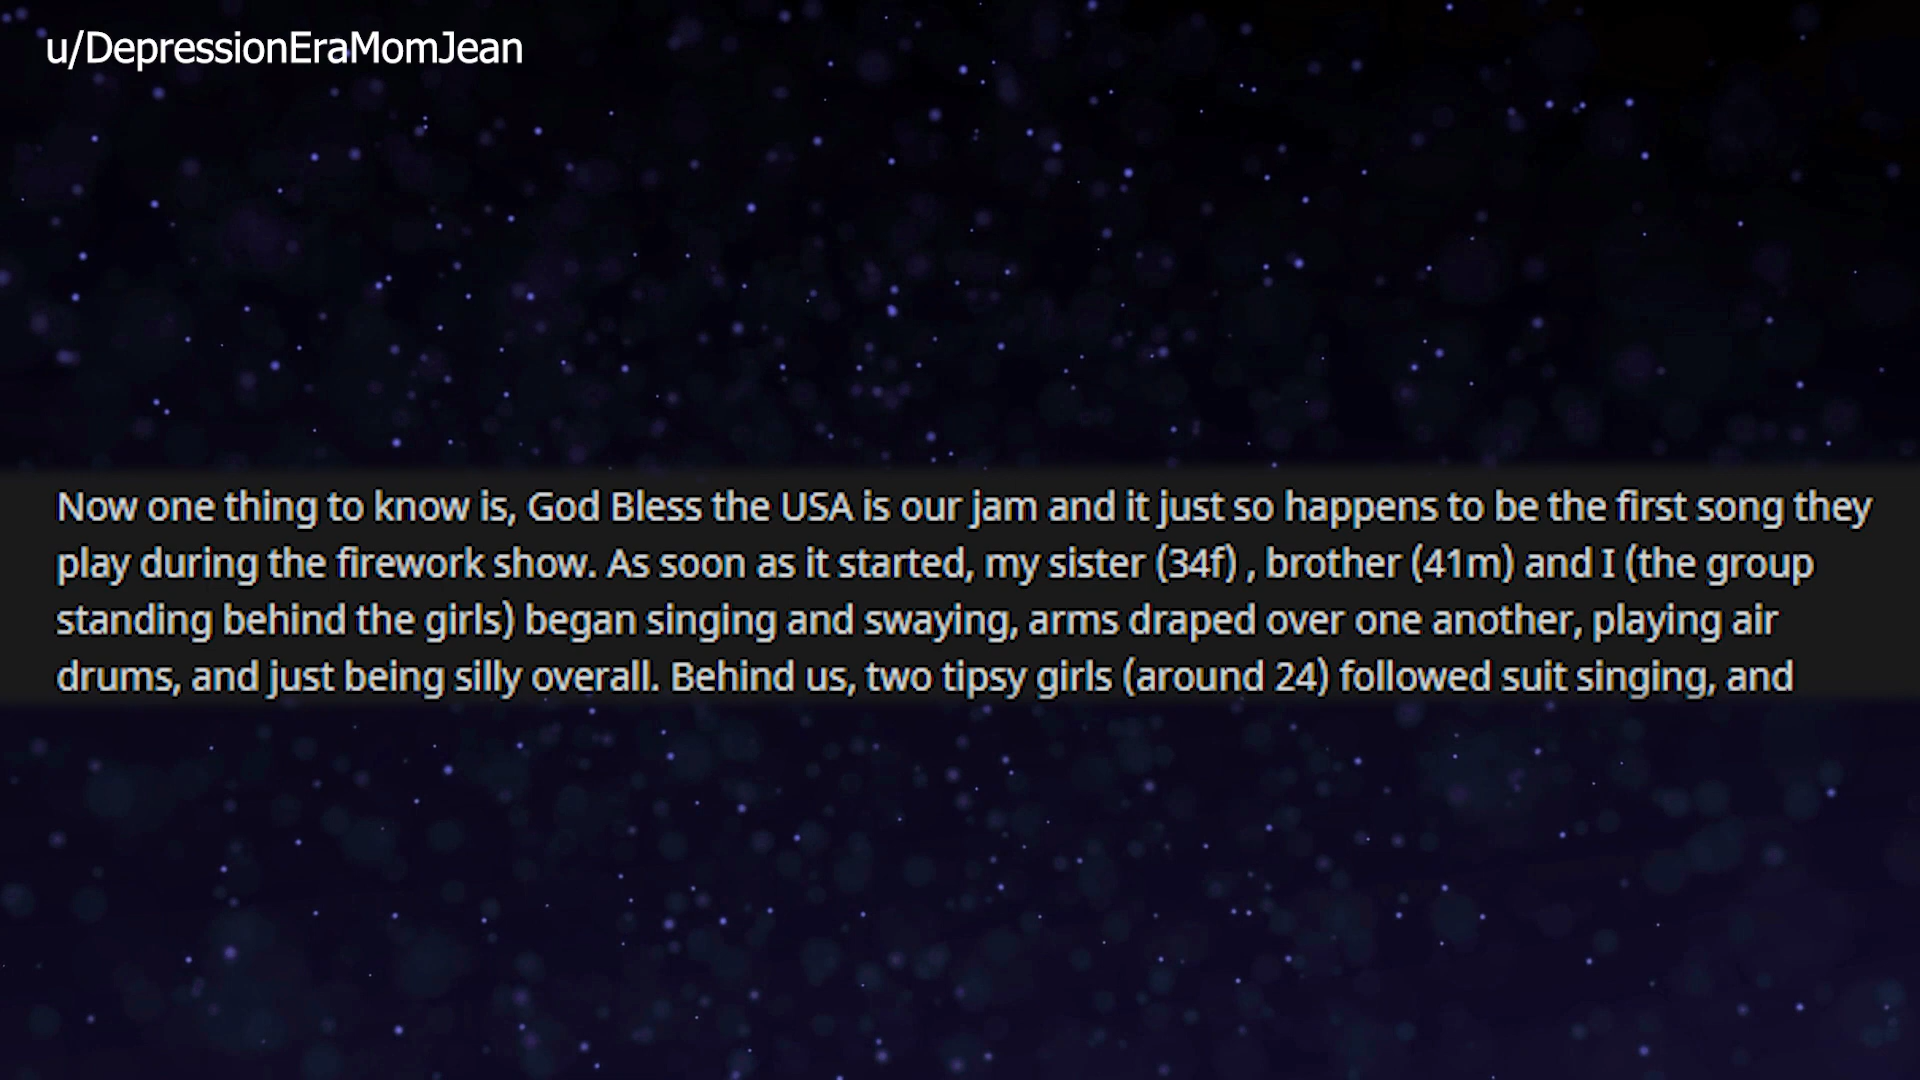 u/DepressionEraMomJean
Now one thing to know is, God Bless the USA is our jam and it just so happens to be the first song they
play during the firework show. As soon as it started, my sister (34f) , brother (41m) and I (the group
standing behind the girls) began singing and swaying, arms draped over one another, playing air
drums, and just being silly overall. Behind us, two tipsy girls (around 24) followed suit singing, and